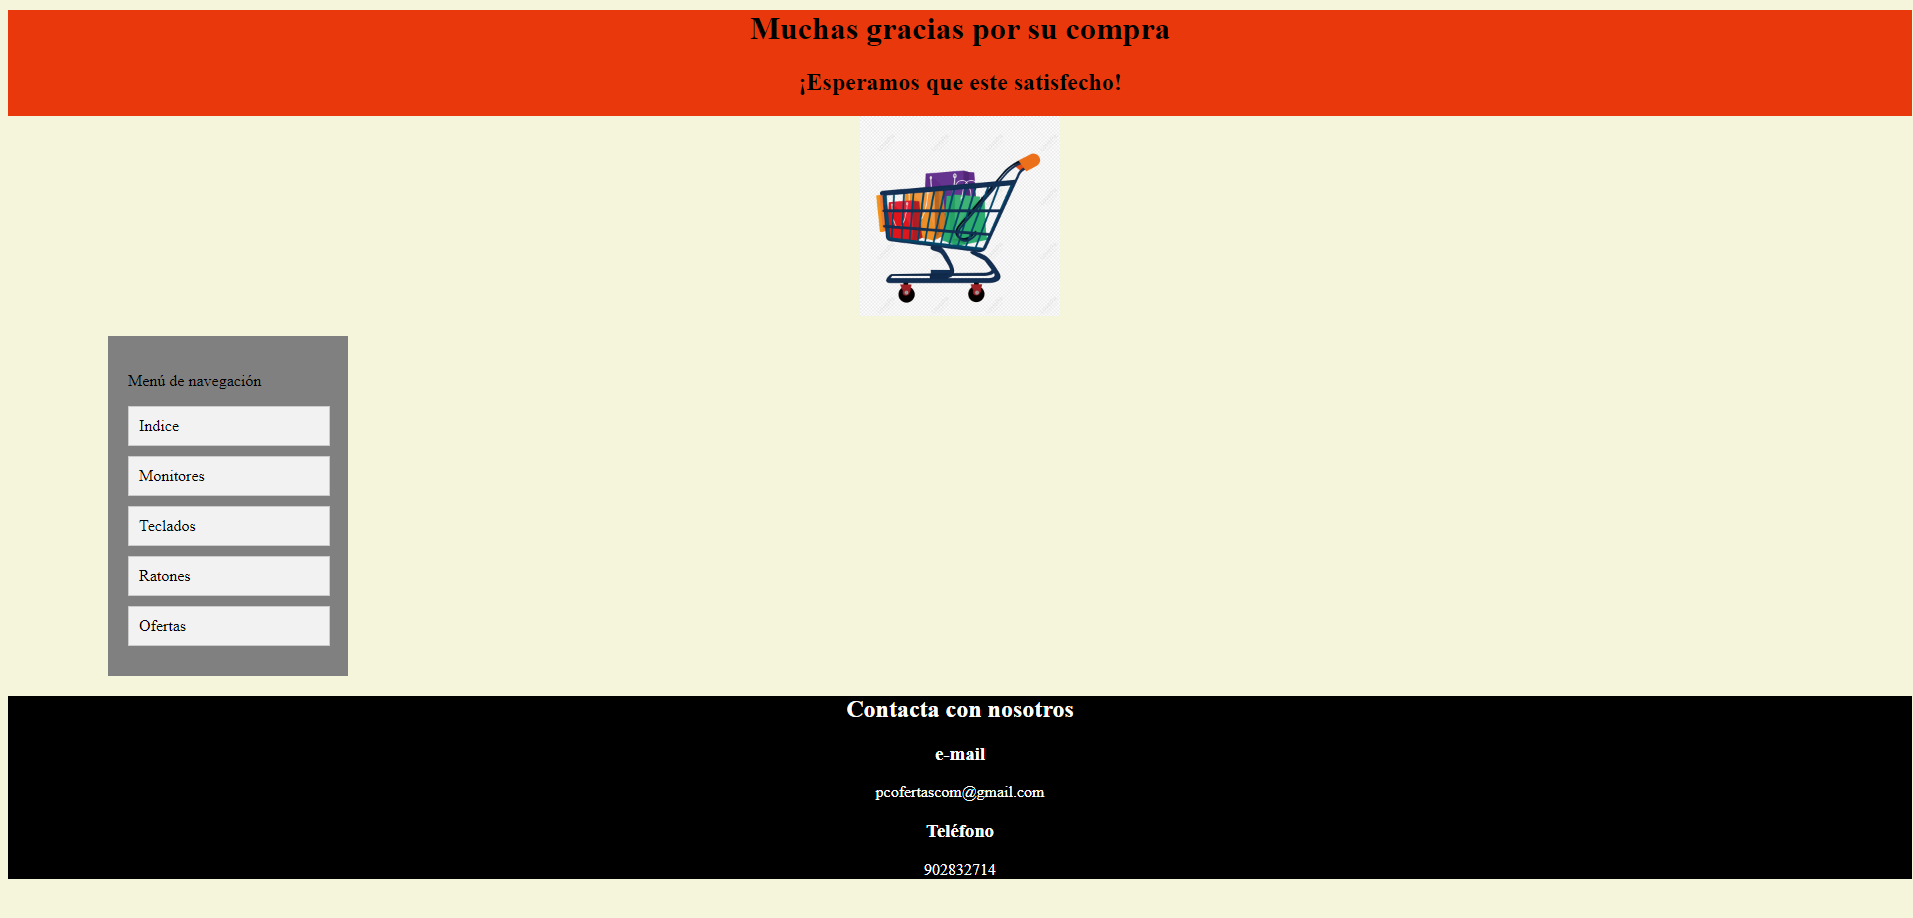 Muchas gracias por su compra
¡Esperamos que este satisfecho!
Menú de navegación
Indice
Monitores
Teclados
Ratones
Ofertas
Contacta con nosotros
e-mail
pcofertascom@gmail.com
Teléfono
902832714